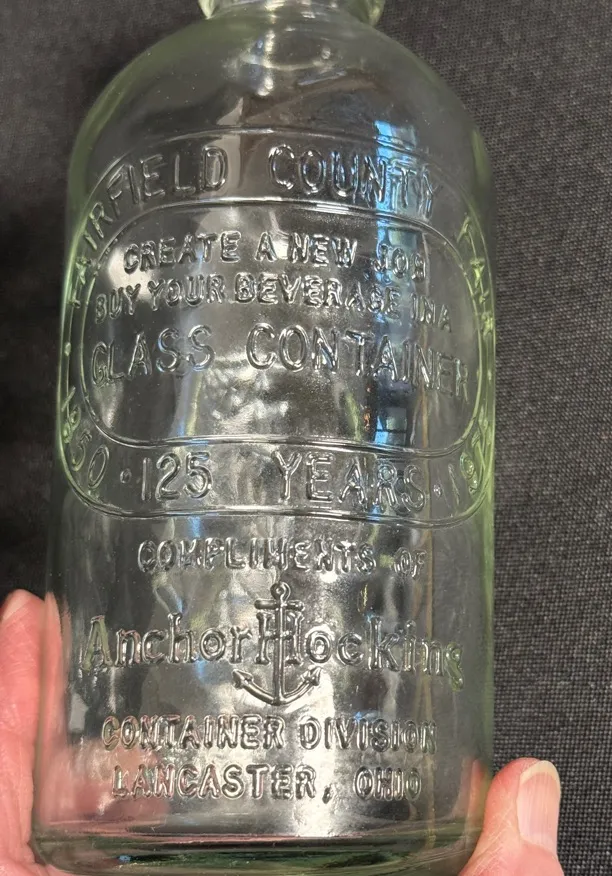 FAIRFIELD COUNTY FAIR
CREATE A NEW JOB
BUY YOUR BEVERAGE IN A
GLASS CONTAINER
1850 • 125 YEARS •
COMPLIMENTS OF
Anchor Hocking
CONTAINER DIVISION
LANCASTER, OHIO